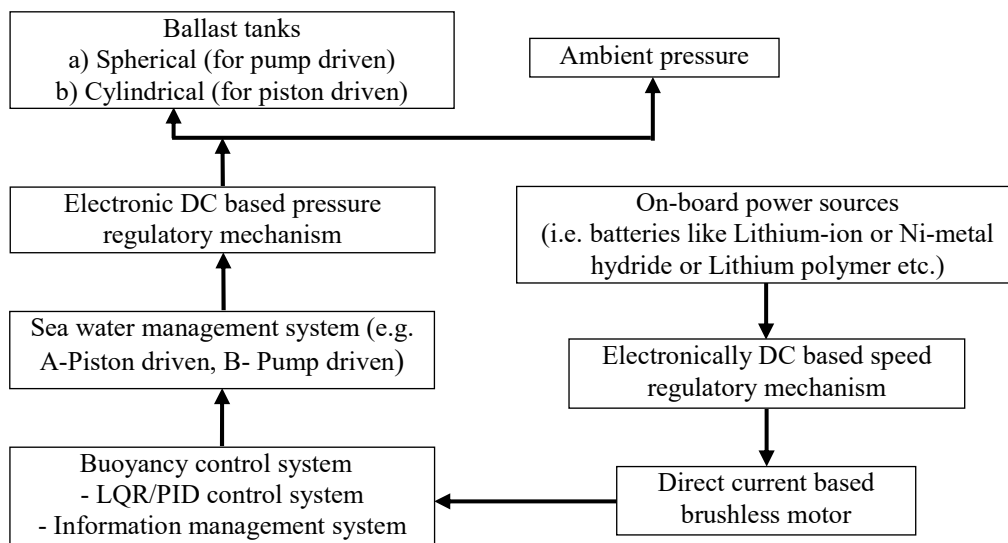 Ballast tanks
a) Spherical (for pump driven)
b) Cylindrical (for piston driven)
Ambient pressure
Electronic DC based pressure
regulatory mechanism
On-board power sources
(i.e. batteries like Lithium-ion or Ni-metal
hydride or Lithium polymer etc.)
Sea water management system (e.g.
A-Piston driven, B- Pump driven)
Electronically DC based speed
regulatory mechanism
Buoyancy control system
- LQR/PID control system
- Information management system
Direct current based
brushless motor